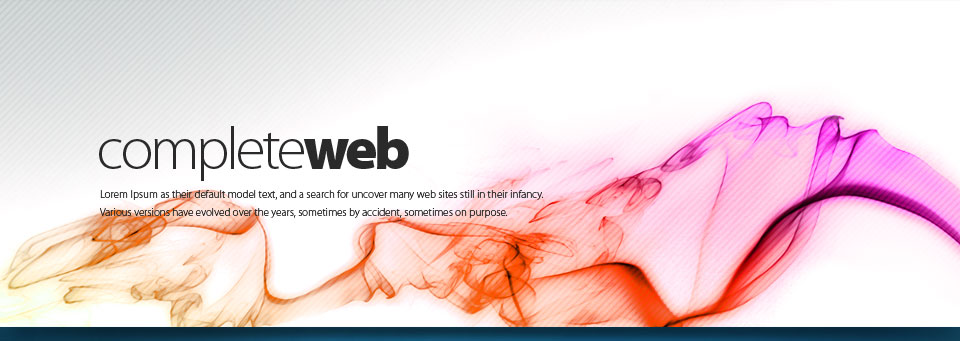 completeweb
Lorem Ipsum as their default model text, and a search for uncover many web sites still in their infancy.
Various versions have evolved over the years, sometimes by accident, sometimes on purpose.